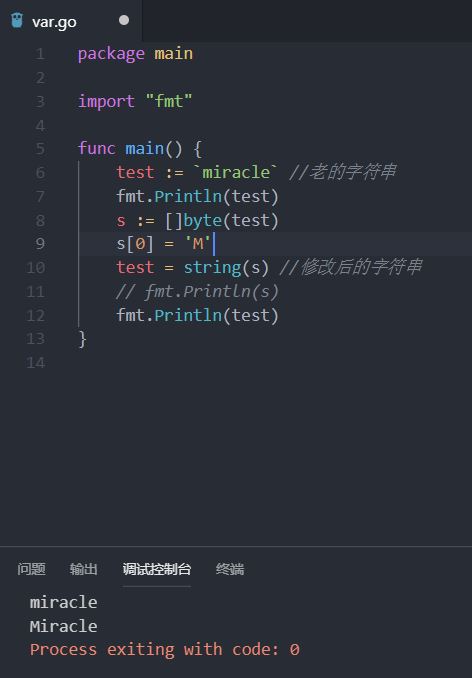 var.go
1 package main
2
3 import "fmt"
4
5 func main() {
6 test := `miracle` //老的字符串
7 fmt.Println(test)
8 s := []byte(test)
9 s[0] = 'M'
10 test = string(s) //修改后的字符串
11 // fmt.Println(s)
12 fmt.Println(test)
13 }
14
问题 输出 调试控制台 终端
miracle
Miracle
Process exiting with code: 0